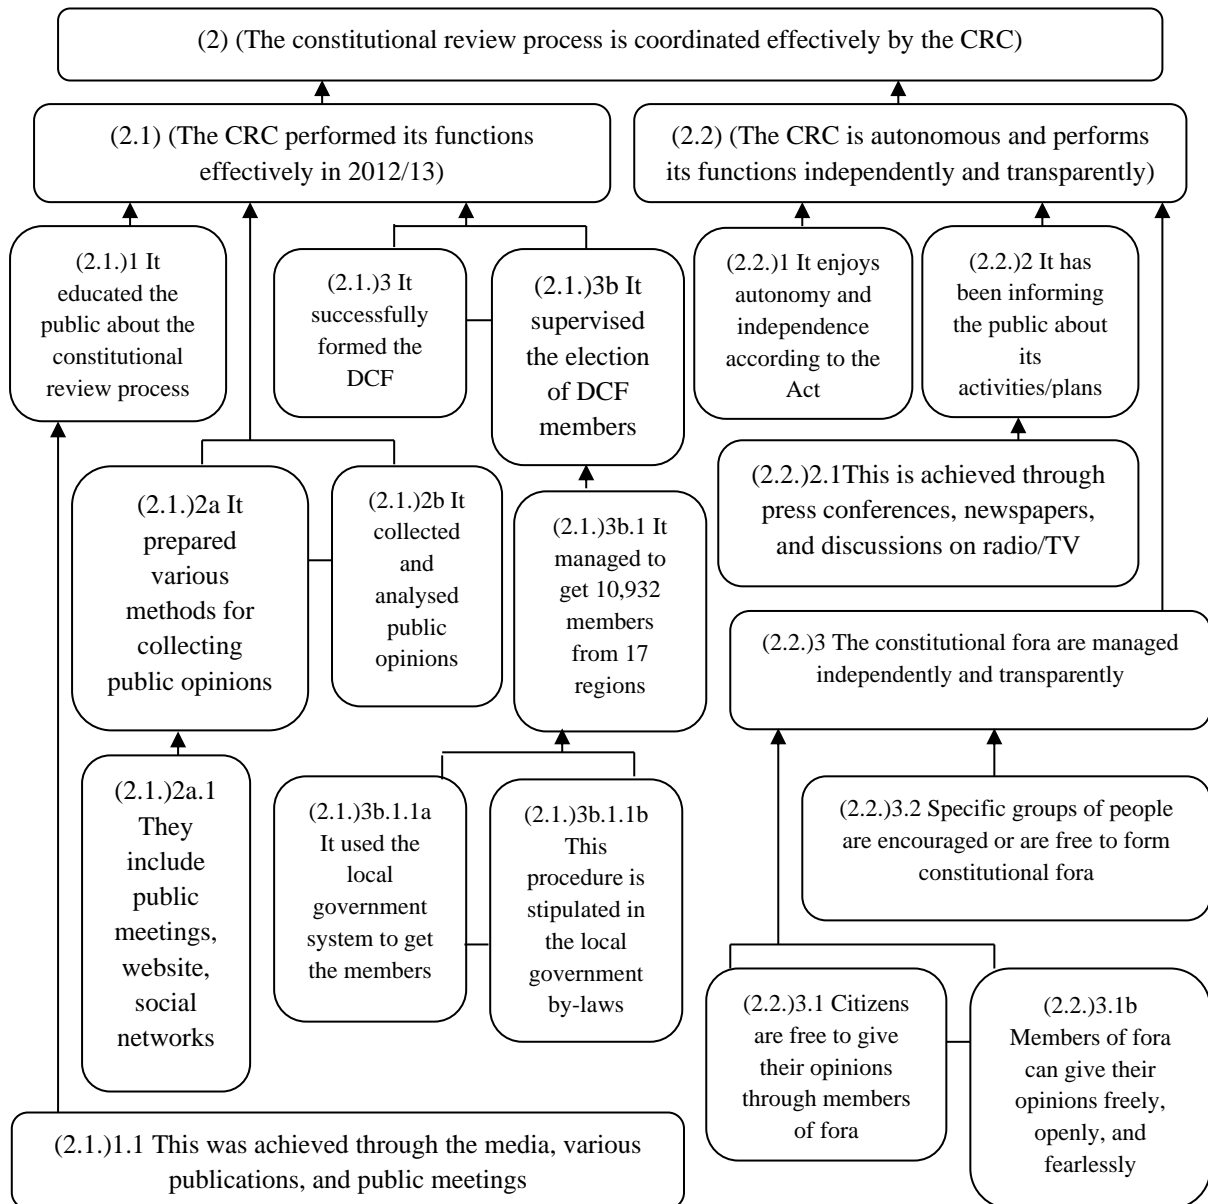 (2) (The constitutional review process is coordinated effectively by the CRC)
(2.1) (The CRC performed its functions
effectively in 2012/13)
(2.2) (The CRC is autonomous and performs
its functions independently and transparently)
(2.1.)1 It
educated the
public about the
constitutional
review process
(2.1.)3 It
successfully
formed the
DCF
(2.1.)3b It
supervised
the election
of DCF
members
(2.2.)1 It enjoys
autonomy and
independence
according to the
Act
(2.2.)2 It has
been informing
the public about
its
activities/plans
(2.1.)2a It
prepared
various
methods for
collecting
public opinions
(2.1.)2b It
collected
and
analysed
public
opinions
(2.1.)3b.1 It
managed to
get 10,932
members
from 17
regions
(2.2.)2.1This is achieved through
press conferences, newspapers,
and discussions on radio/TV
(2.2.)3 The constitutional fora are managed
independently and transparently
(2.1.)2a.1
They
include
public
meetings,
website,
social
networks
(2.1.)3b.1.1a
It used the
local
government
system to get
the members
(2.1.)3b.1.1b
This
procedure is
stipulated in
the local
government
by-laws
(2.2.)3.2 Specific groups of people
are encouraged or are free to form
constitutional fora
(2.2.)3.1 Citizens
are free to give
their opinions
through members
of fora
(2.2.)3.1b
Members of fora
can give their
opinions freely,
openly, and
fearlessly
(2.1.)1.1 This was achieved through the media, various
publications, and public meetings